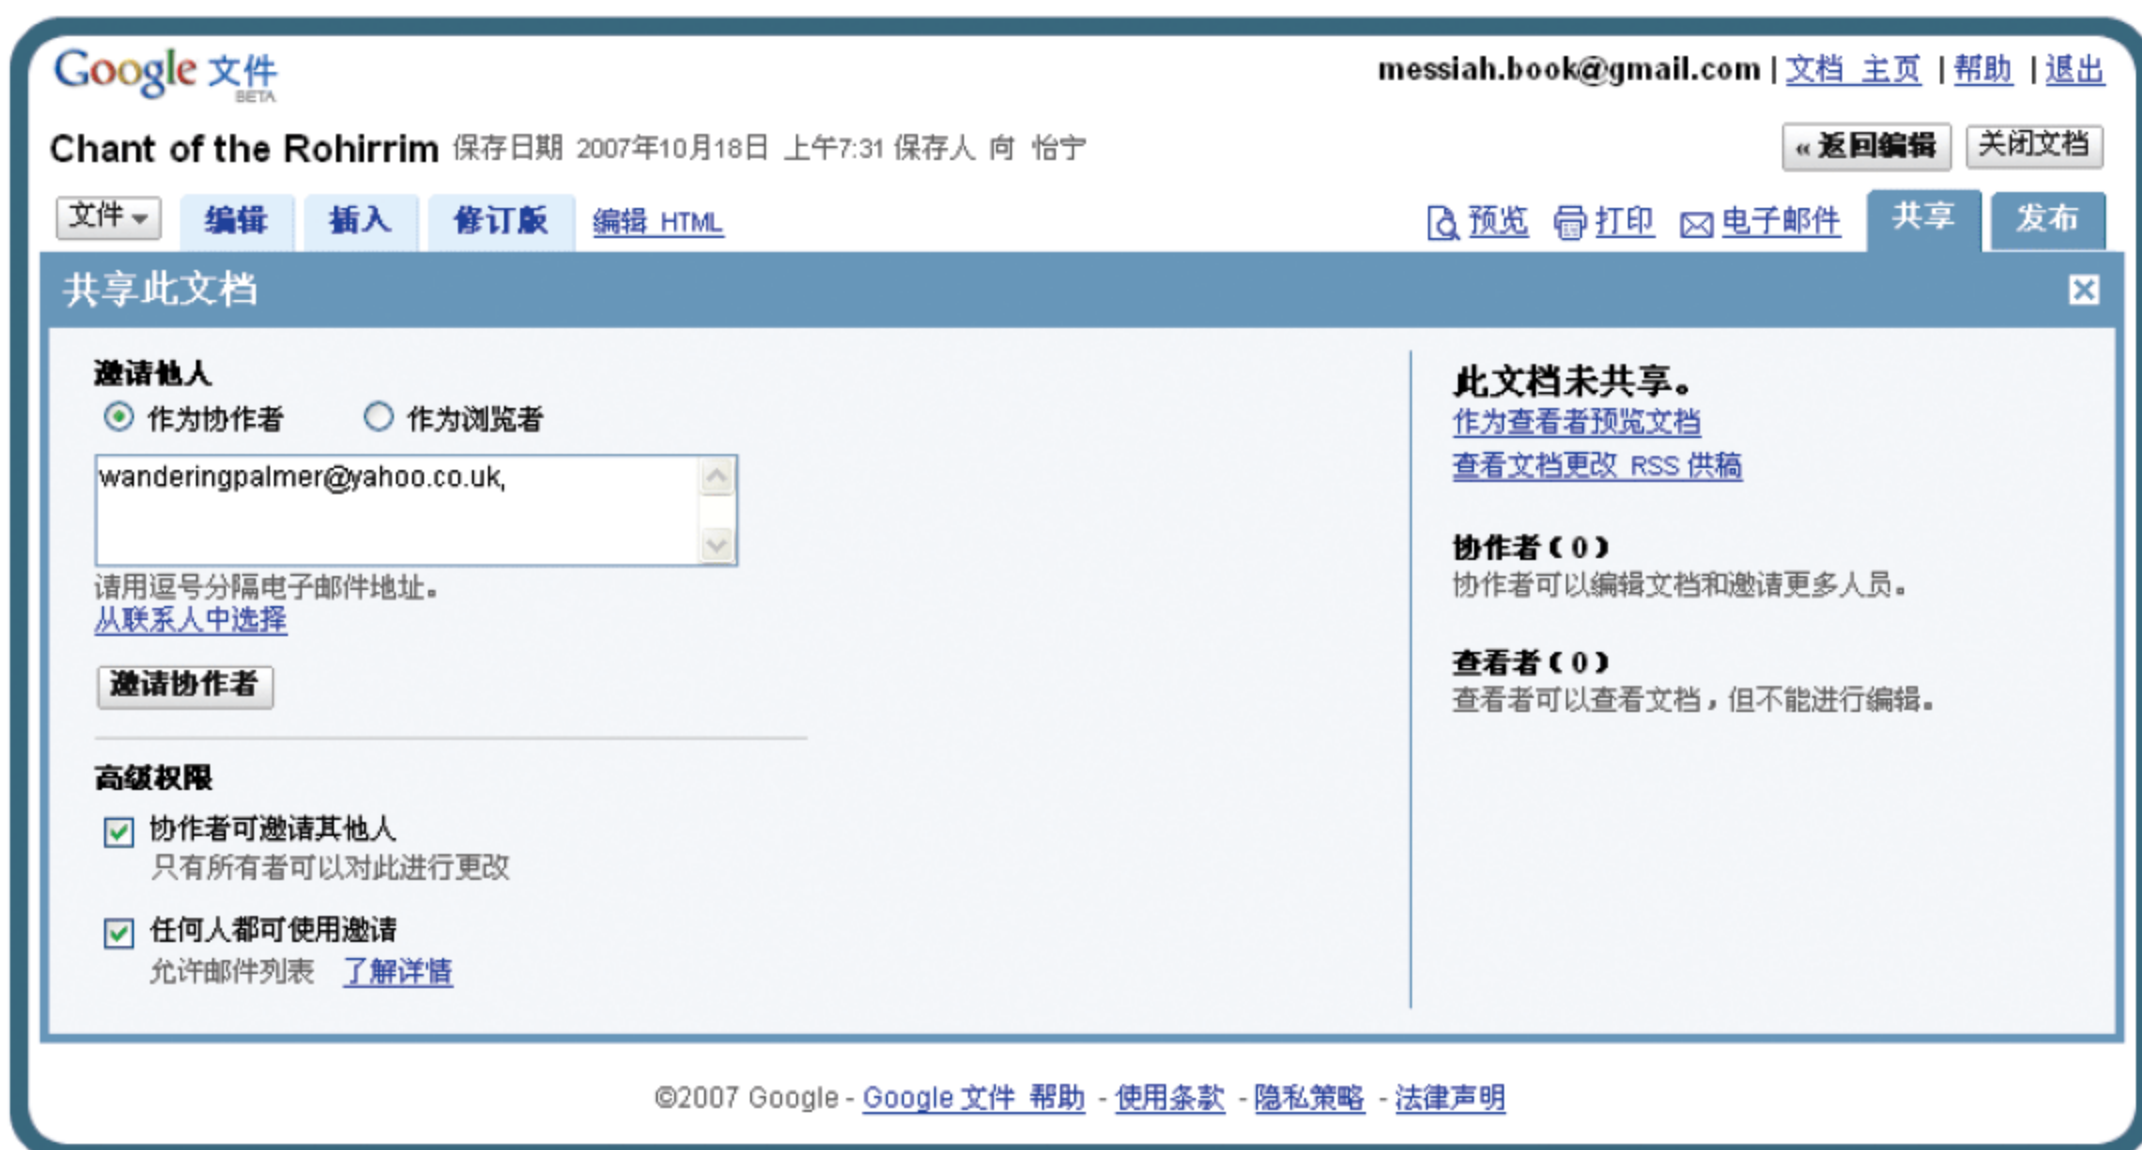 Google 文件
BETA
messiah.book@gmail.com | 文档 主页 | 帮助 | 退出
Chant of the Rohirrim 保存日期 2007年10月18日 上午7:31 保存人 向 怡宁
« 返回编辑 关闭文档
文件 编辑 插入 修订版 编辑 HTML 预览 打印 电子邮件 共享 发布
共享此文档
邀请他人
作为协作者 作为浏览者
wanderingpalmer@yahoo.co.uk,
请用逗号分隔电子邮件地址。
从联系人中选择
邀请协作者
高级权限
协作者可邀请其他人
只有所有者可以对此进行更改
任何人都可使用邀请
允许邮件列表 了解详情
此文档未共享。
作为查看者预览文档
查看文档更改 RSS 供稿
协作者（0）
协作者可以编辑文档和邀请更多人员。
查看者（0）
查看者可以查看文档，但不能进行编辑。
©2007 Google - Google 文件 帮助 - 使用条款 - 隐私策略 - 法律声明